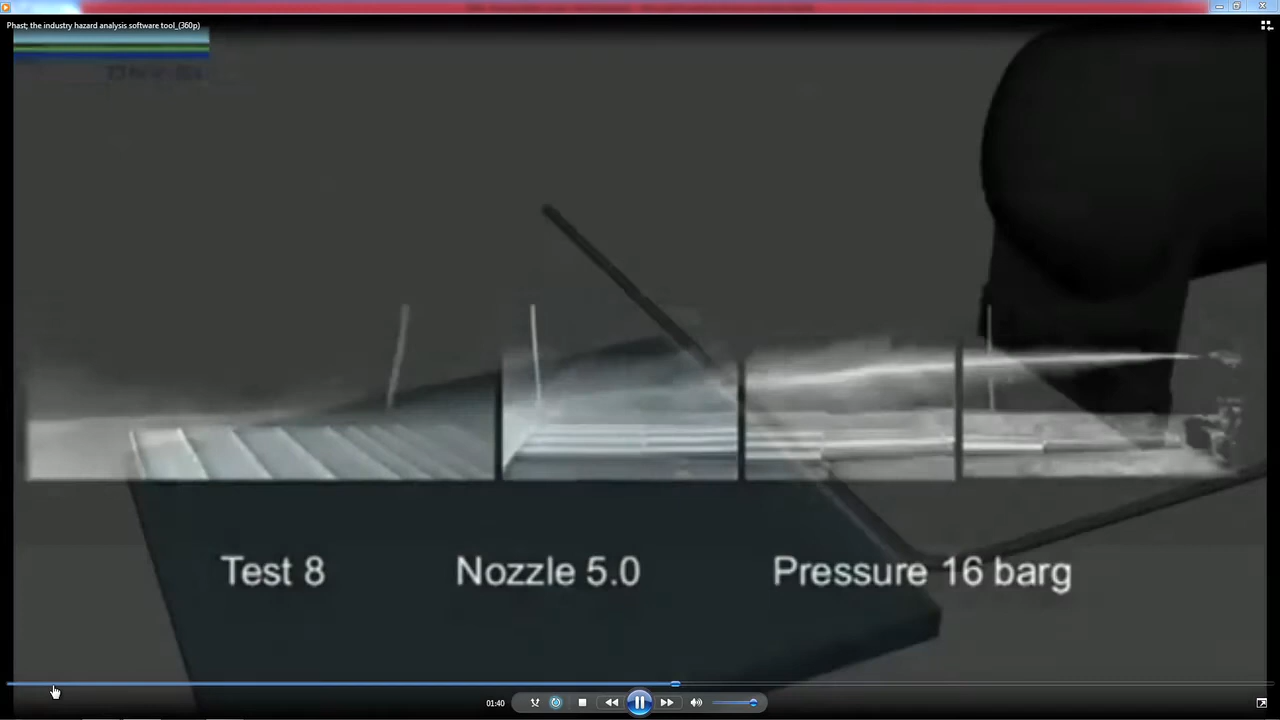 Phast; the industry hazard analysis software tool_(360p)
Test 8 Nozzle 5.0 Pressure 16 barg
01:40